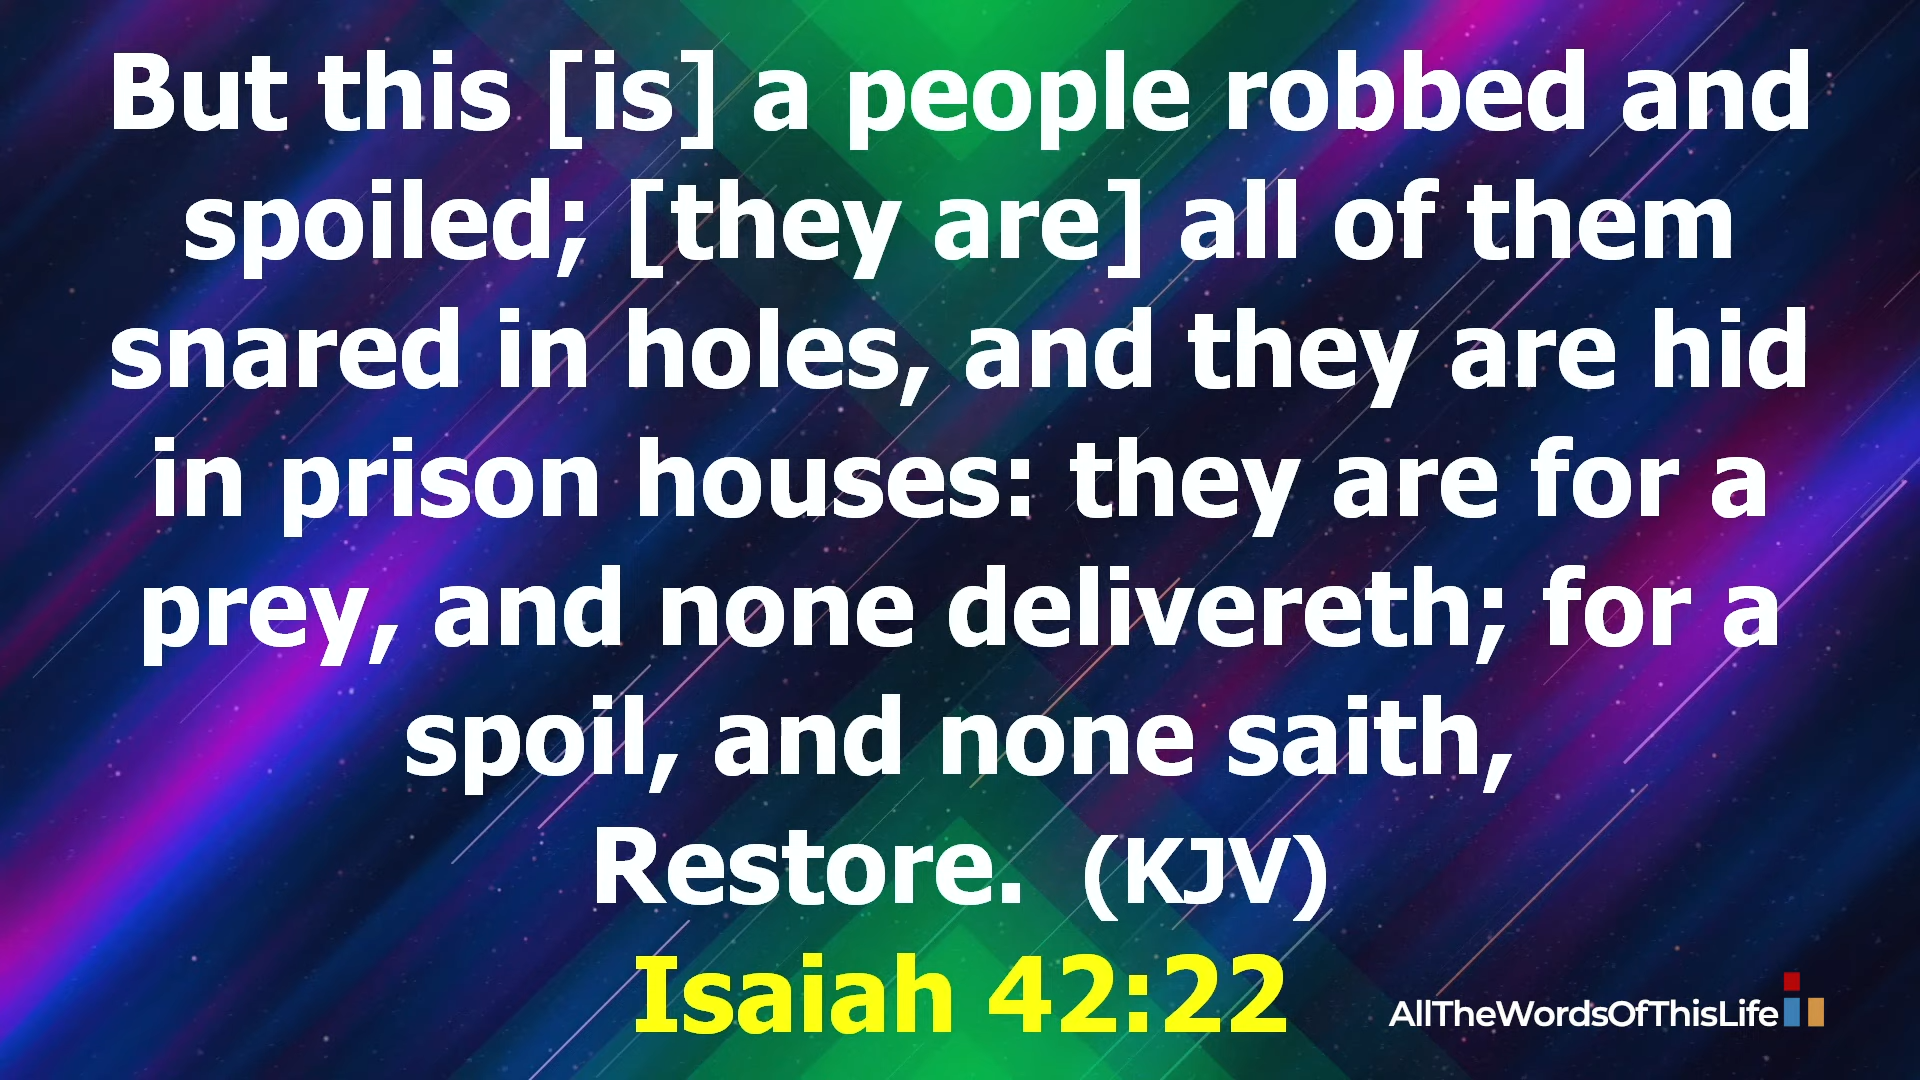 But this [is] a people robbed and
spoiled; [they are] all of them
snared in holes, and they are hid
in prison houses: they are for a
prey, and none delivereth; for a
spoil, and none saith,
Restore. (KJV)
Isaiah 42:22
AllTheWordsOfThisLife